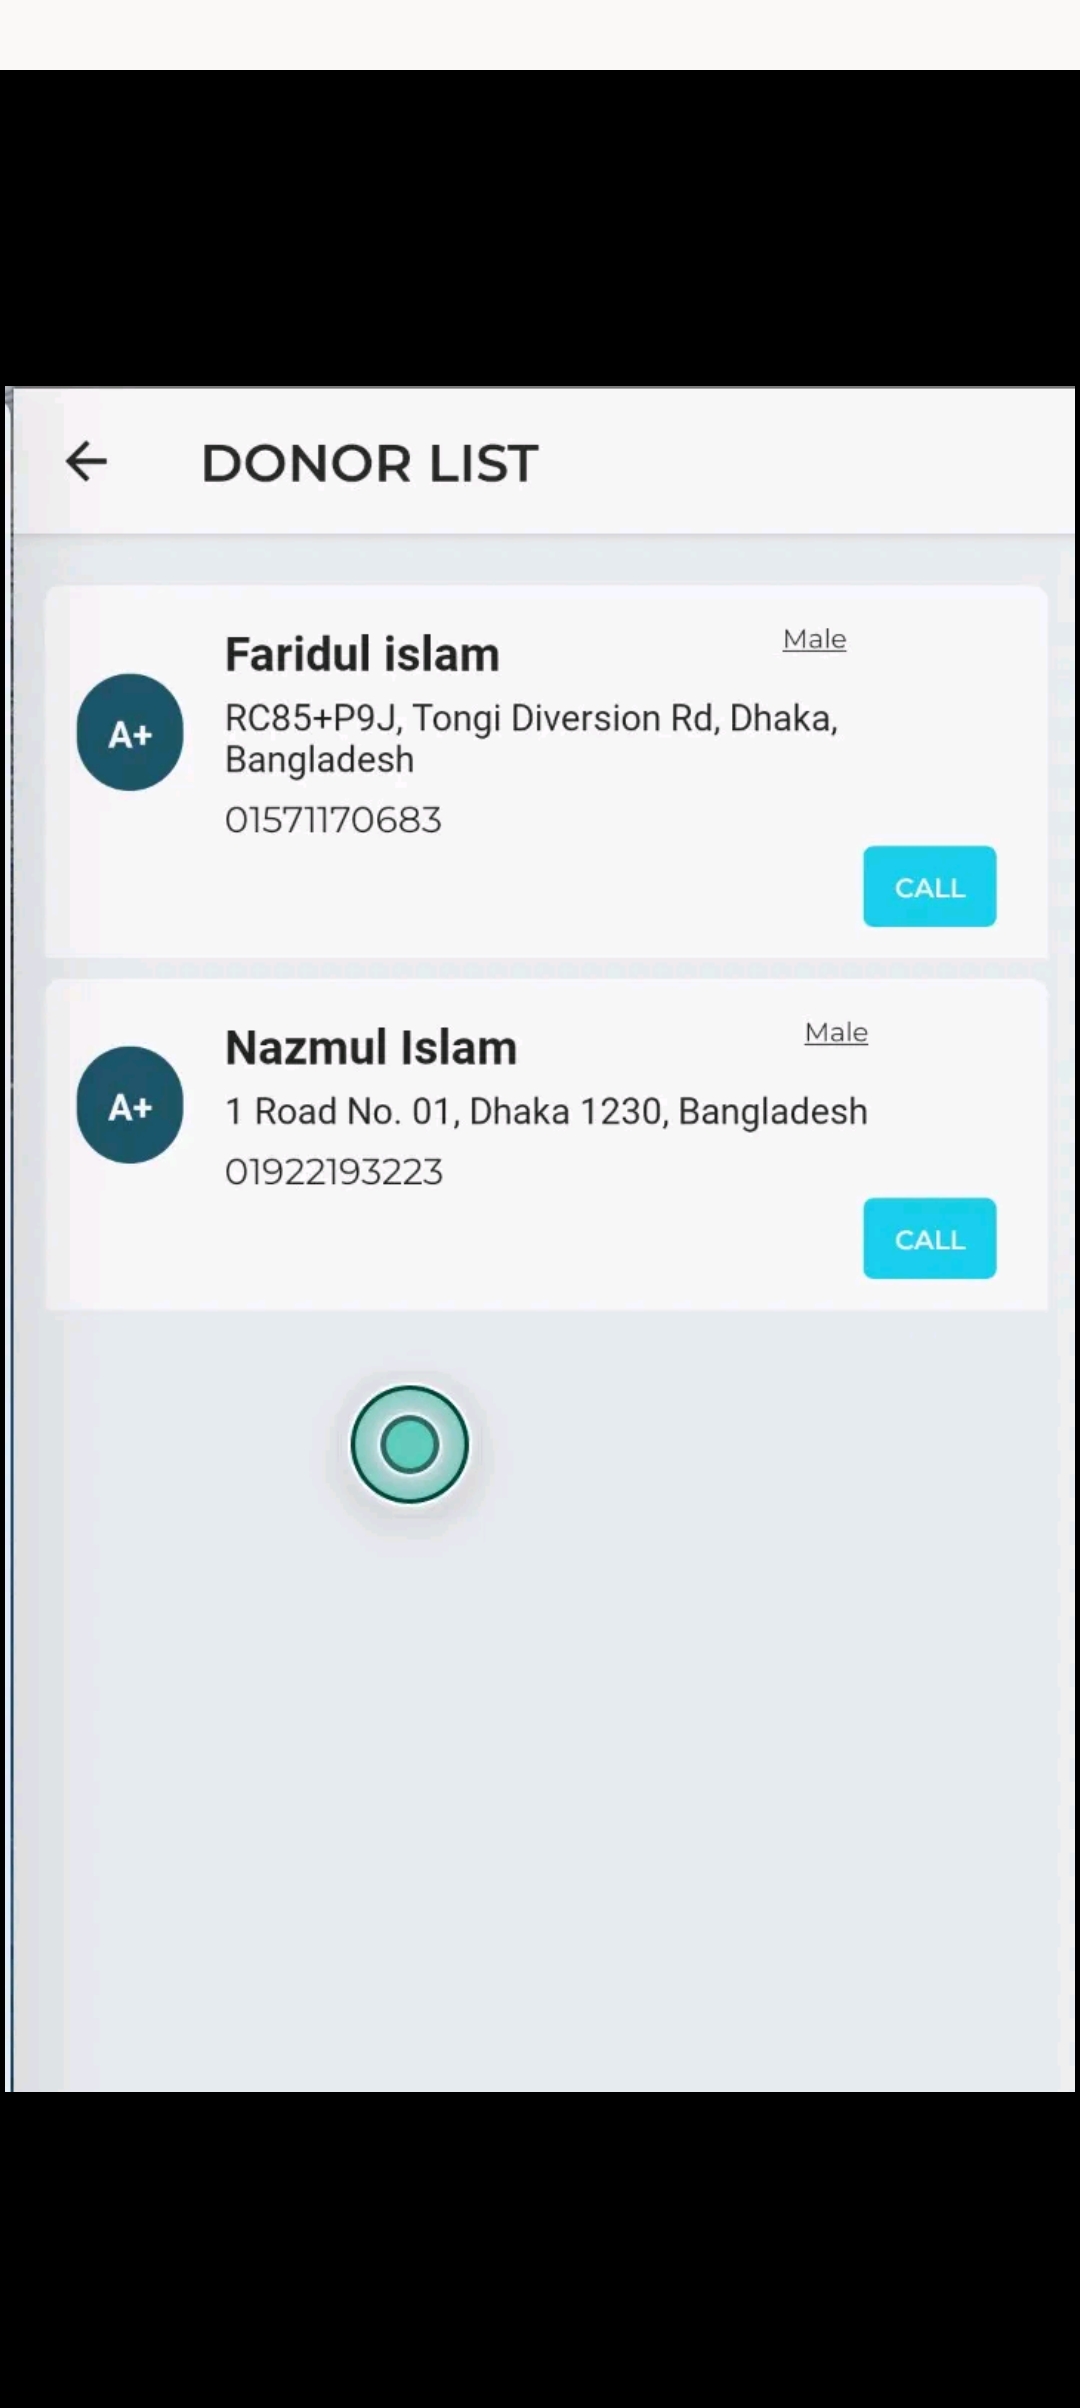 DONOR LIST
Faridul islam
Male
A+
RC85+P9J, Tongi Diversion Rd, Dhaka,
Bangladesh
01571170683
CALL
Nazmul Islam
Male
A+
1 Road No. 01, Dhaka 1230, Bangladesh
01922193223
CALL